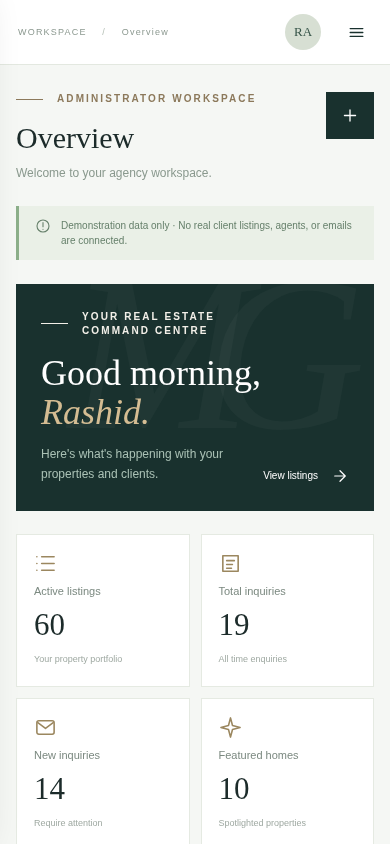 WORKSPACE / Overview
RA
ADMINISTRATOR WORKSPACE
Overview
Welcome to your agency workspace.
Demonstration data only · No real client listings, agents, or emails
are connected.
MG
YOUR REAL ESTATE
COMMAND CENTRE
Good morning,
Rashid.
Here's what's happening with your
properties and clients.
View listings
Active listings
60
Your property portfolio
Total inquiries
19
All time enquiries
New inquiries
14
Require attention
Featured homes
10
Spotlighted properties